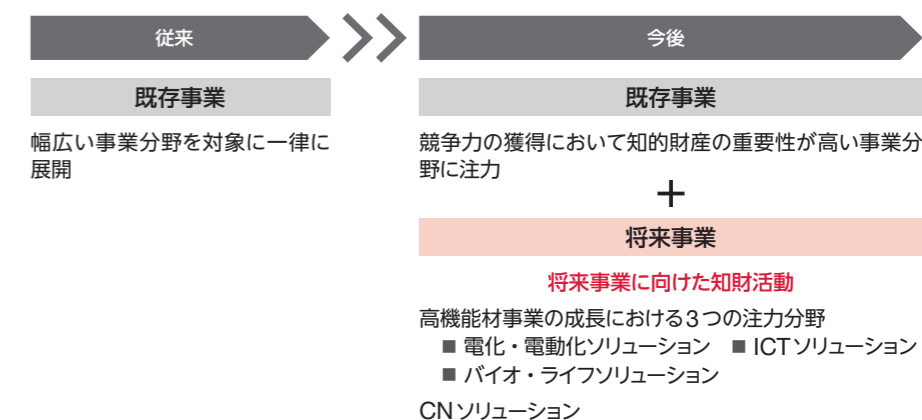 従来
今後
既存事業
既存事業
幅広い事業分野を対象に一律に
展開
競争力の獲得において知的財産の重要性が高い事業分
野に注力
+
将来事業
将来事業に向けた知財活動
高機能材事業の成長における3つの注力分野
■ 電化・電動化ソリューション ■ ICTソリューション
■ バイオ・ライフソリューション
CNソリューション